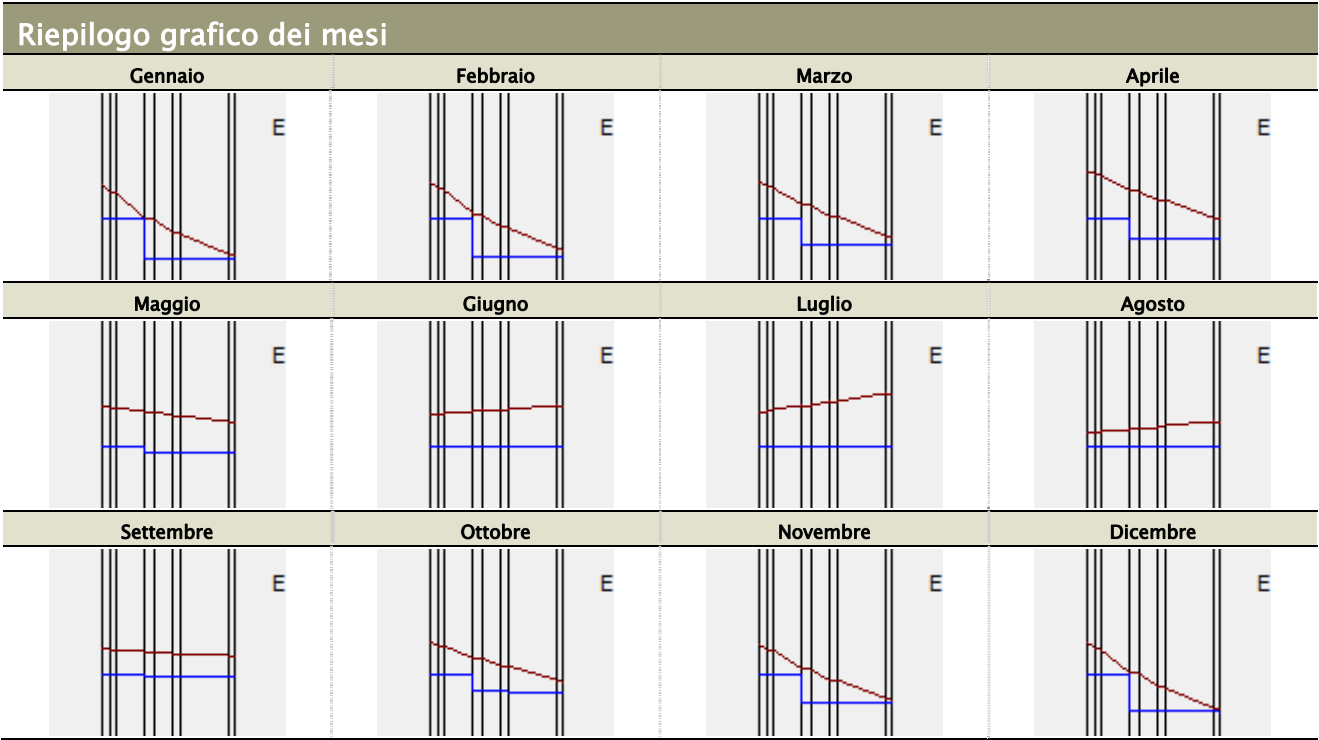 Riepilogo grafico dei mesi
Gennaio Febbraio Marzo Aprile
E E E E
Maggio Giugno Luglio Agosto
E E E E
Settembre Ottobre Novembre Dicembre
E E E E